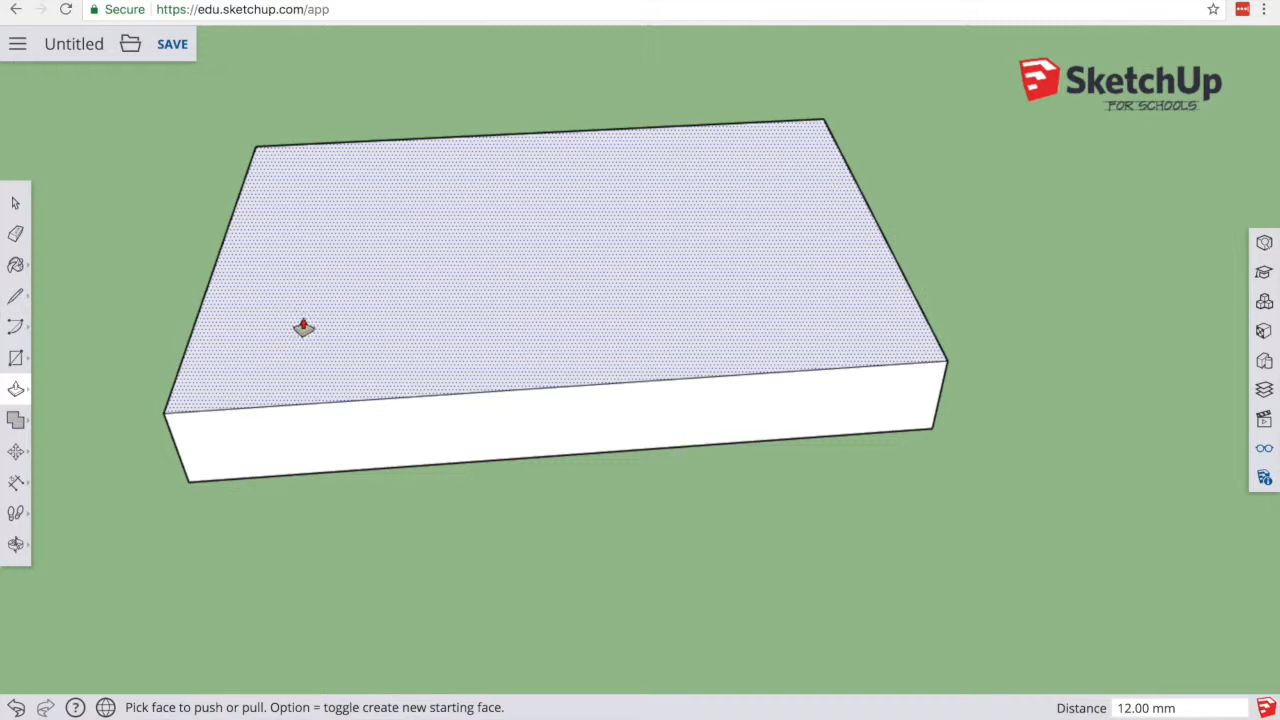 Secure https://edu.sketchup.com/app
Untitled SAVE
SketchUp
FOR SCHOOLS
Pick face to push or pull. Option = toggle create new starting face.
Distance 12.00 mm